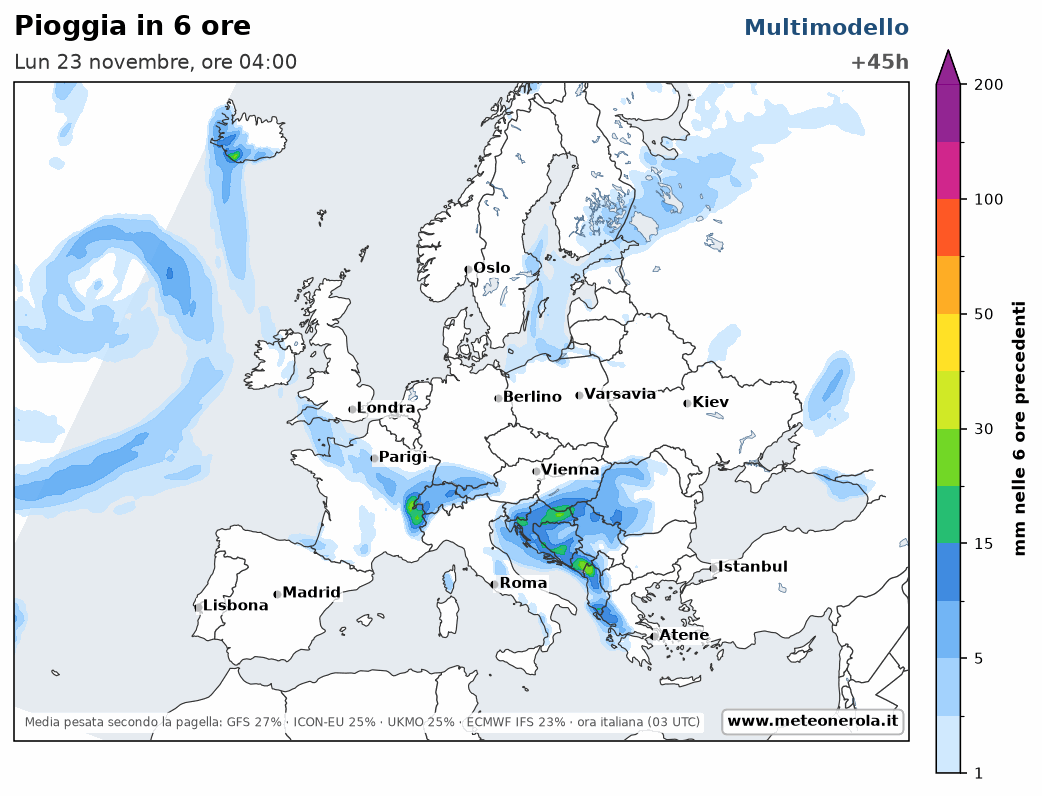 Pioggia in 6 ore
Multimodello
Lun 23 novembre, ore 04:00
+45h
200
100
50
30
15
5
1
mm nelle 6 ore precedenti
Oslo
Berlino
Varsavia
Kiev
Londra
Parigi
Vienna
Istanbul
Roma
Madrid
Lisbona
Atene
Media pesata secondo la pagella: GFS 27% · ICON-EU 25% · UKMO 25% · ECMWF IFS 23% · ora italiana (03 UTC)
www.meteonerola.it